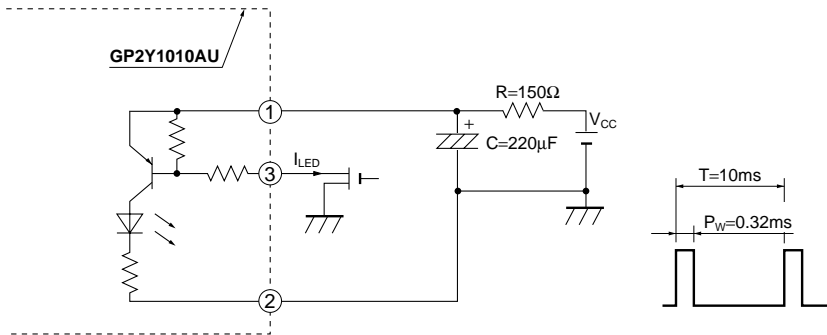 GP2Y1010AU
R=150Ω
1
VCC
+
C=220µF
3
ILED
T=10ms
PW=0.32ms
2